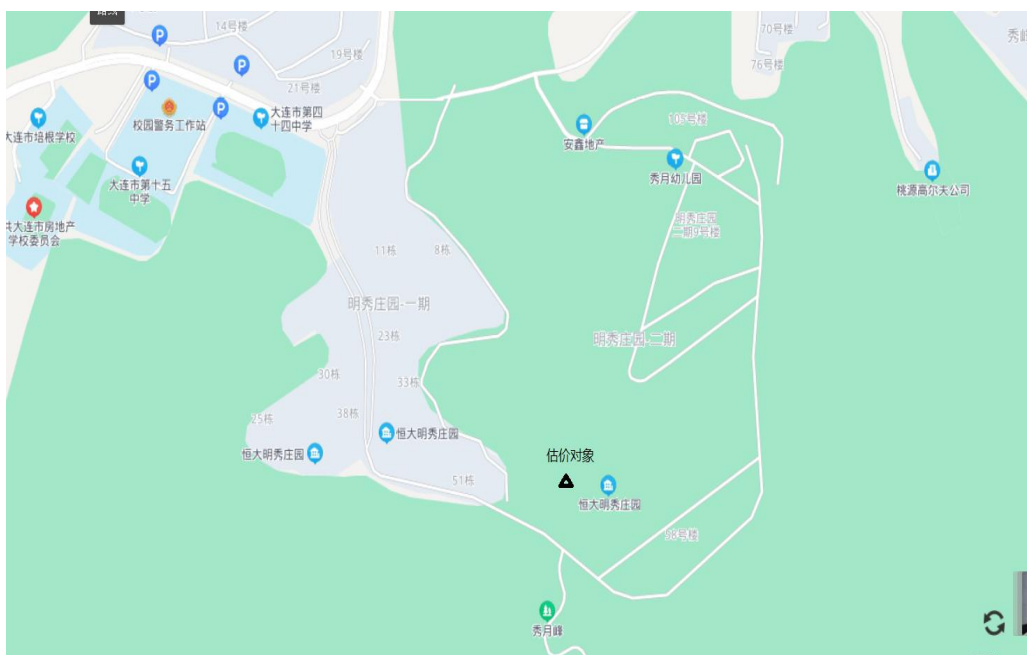 14号楼
19号楼
21号楼
70号楼
76号楼
P
P
P
P
大连市第四
十四中学
校园警务工作站
大连市培根学校
大连市第十五
中学
共大连市房地产
学校委员会
安鑫地产
105号楼
秀月幼儿园
桃源高尔夫公司
明秀庄园
二期9号楼
11栋
8栋
明秀庄园-一期
23栋
明秀庄园-二期
30栋
33栋
25栋
38栋
恒大明秀庄园
恒大明秀庄园
51栋
估价对象
恒大明秀庄园
98号楼
秀月峰